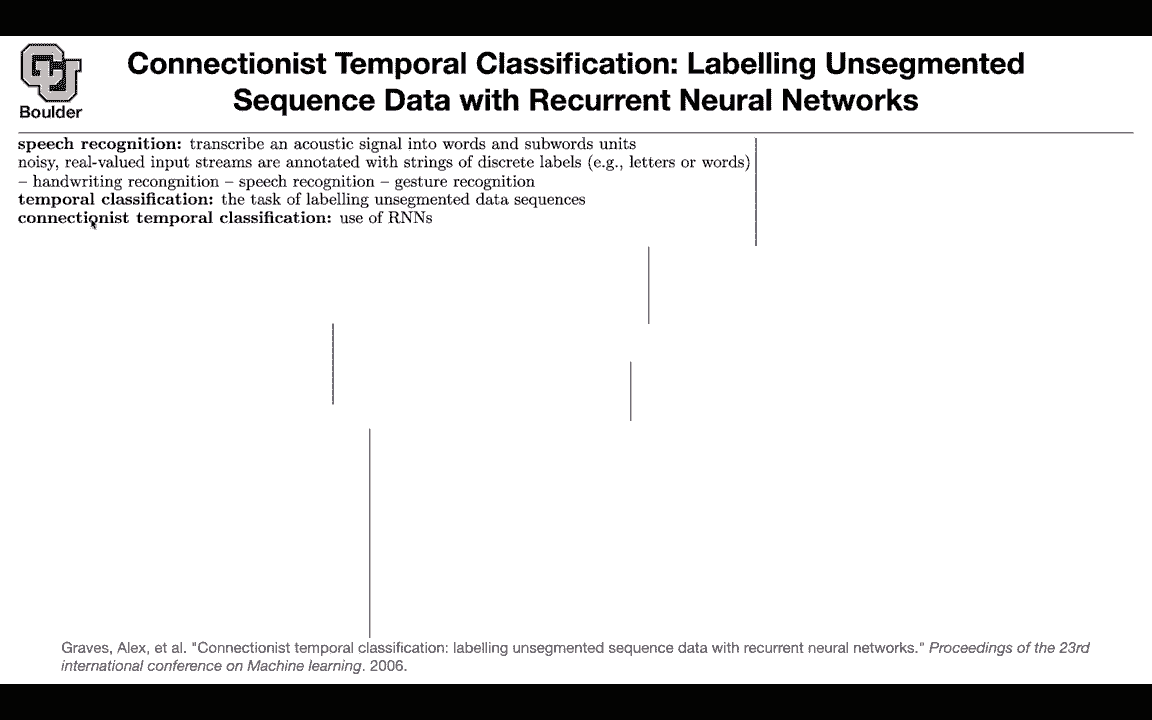 CU
Boulder
Connectionist Temporal Classification: Labelling Unsegmented
Sequence Data with Recurrent Neural Networks
speech recognition: transcribe an acoustic signal into words and subwords units
noisy, real-valued input streams are annotated with strings of discrete labels (e.g., letters or words)
– handwriting recongnition – speech recognition – gesture recognition
temporal classification: the task of labelling unsegmented data sequences
connectionist temporal classification: use of RNNs
Graves, Alex, et al. "Connectionist temporal classification: labelling unsegmented sequence data with recurrent neural networks." Proceedings of the 23rd
international conference on Machine learning. 2006.